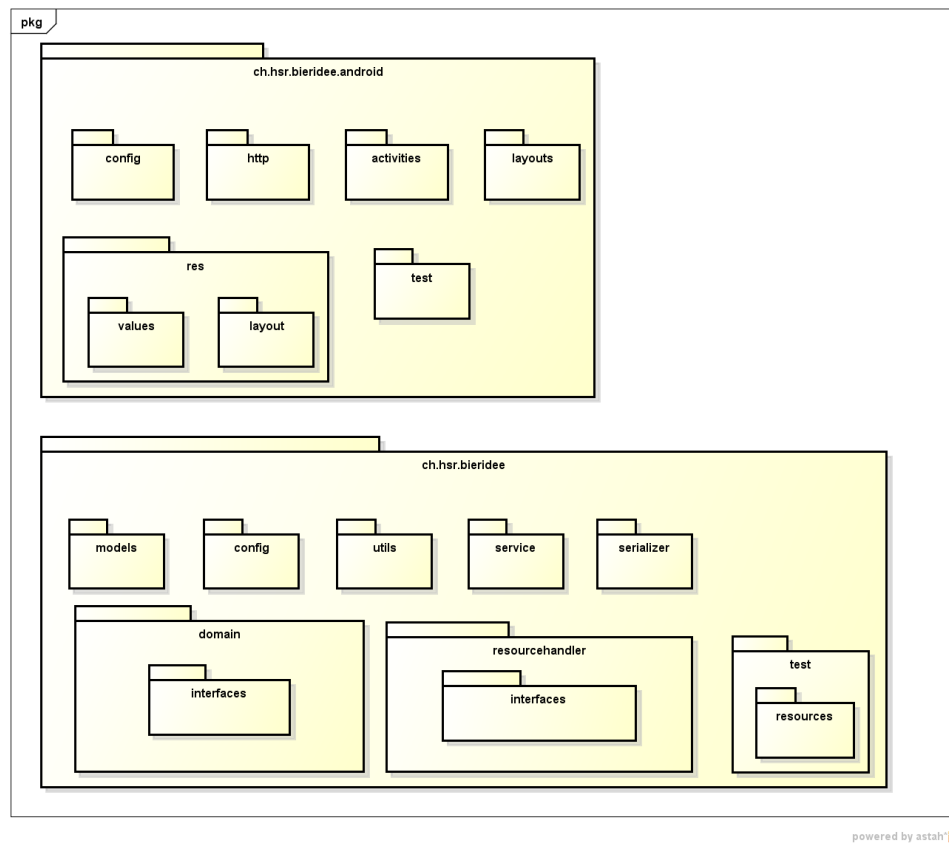 pkg
ch.hsr.bieridee.android
config
http
activities
layouts
res
test
values
layout
ch.hsr.bieridee
models
config
utils
service
serializer
domain
resourcehandler
test
interfaces
interfaces
resources
powered by astah*